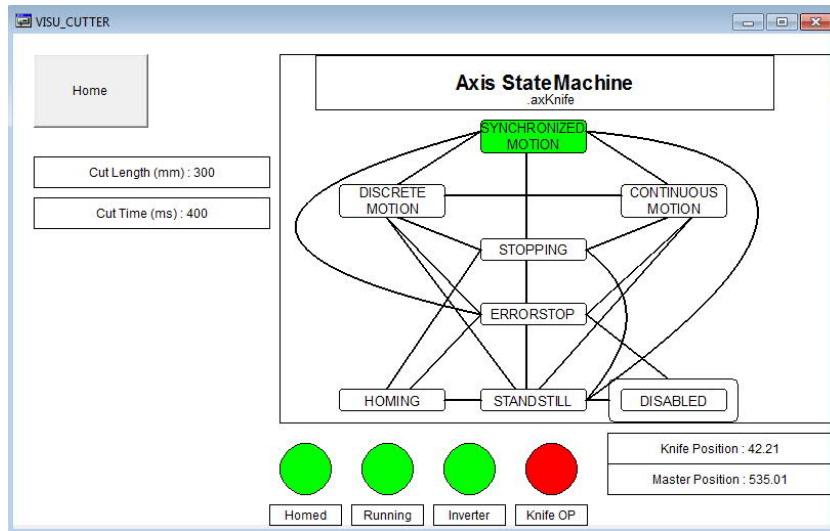 VISU_CUTTER
Home
Axis StateMachine
.axKnife
SYNCHRONIZED
MOTION
Cut Length (mm) : 300
DISCRETE
MOTION
CONTINUOUS
MOTION
Cut Time (ms) : 400
STOPPING
ERRORSTOP
HOMING
STANDSTILL
DISABLED
Knife Position : 42.21
Master Position : 535.01
Homed
Running
Inverter
Knife OP